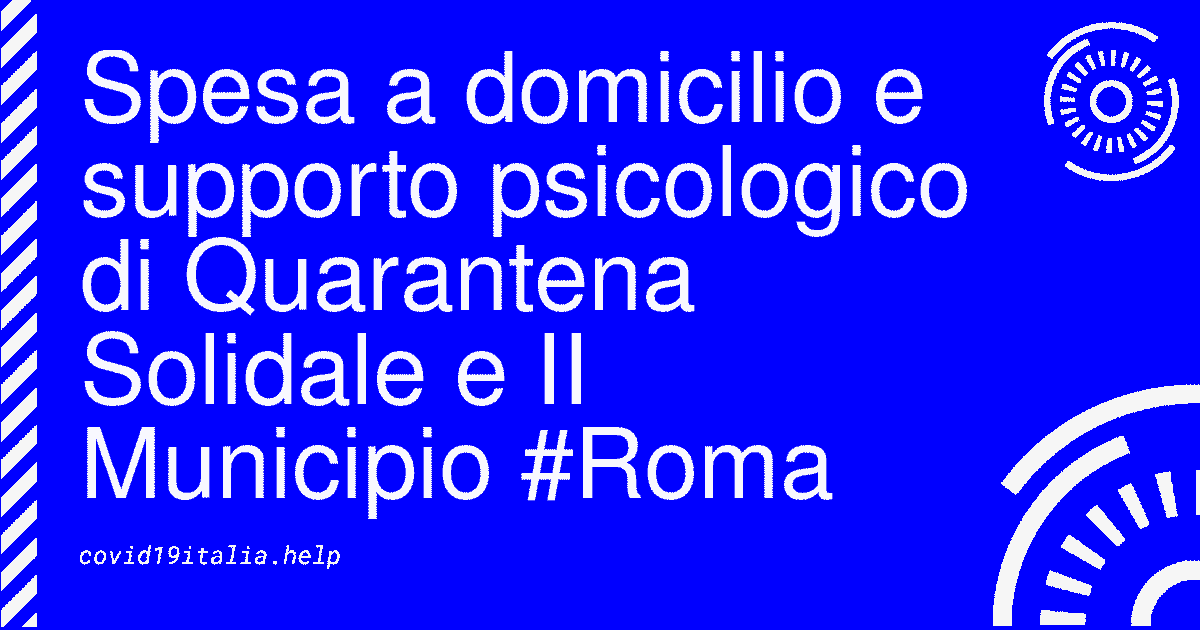 Spesa a domicilio e
supporto psicologico
di Quarantena
Solidale e II
Municipio #Roma
covid19italia.help